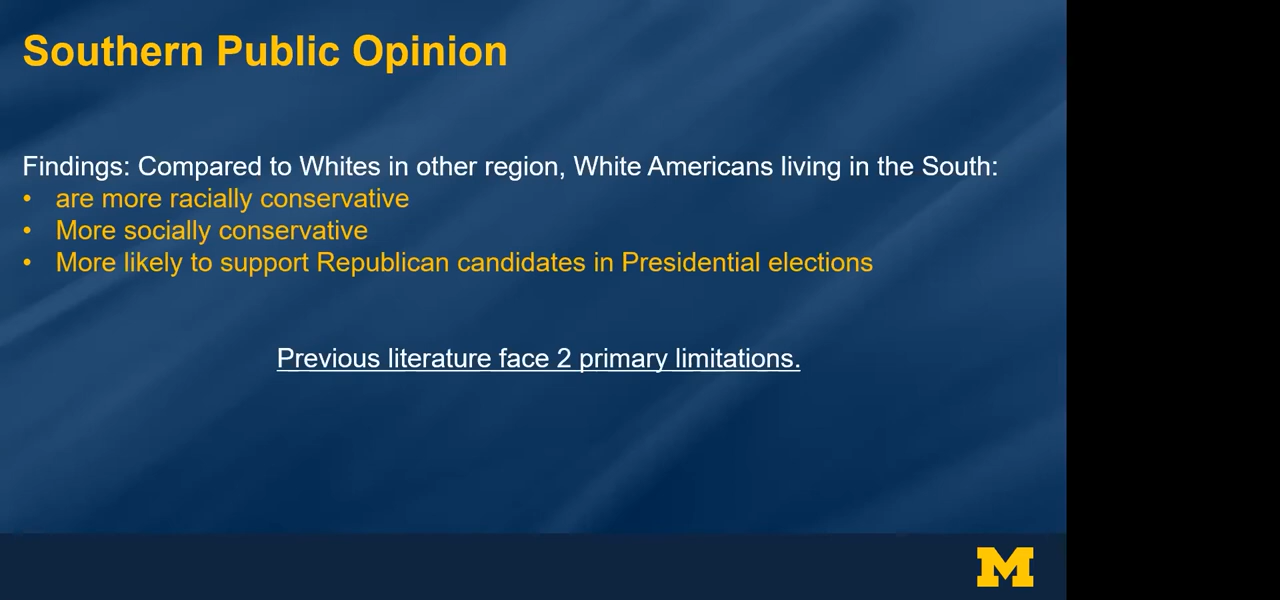 Southern Public Opinion
Findings: Compared to Whites in other region, White Americans living in the South:
• are more racially conservative
• More socially conservative
• More likely to support Republican candidates in Presidential elections
Previous literature face 2 primary limitations.
M